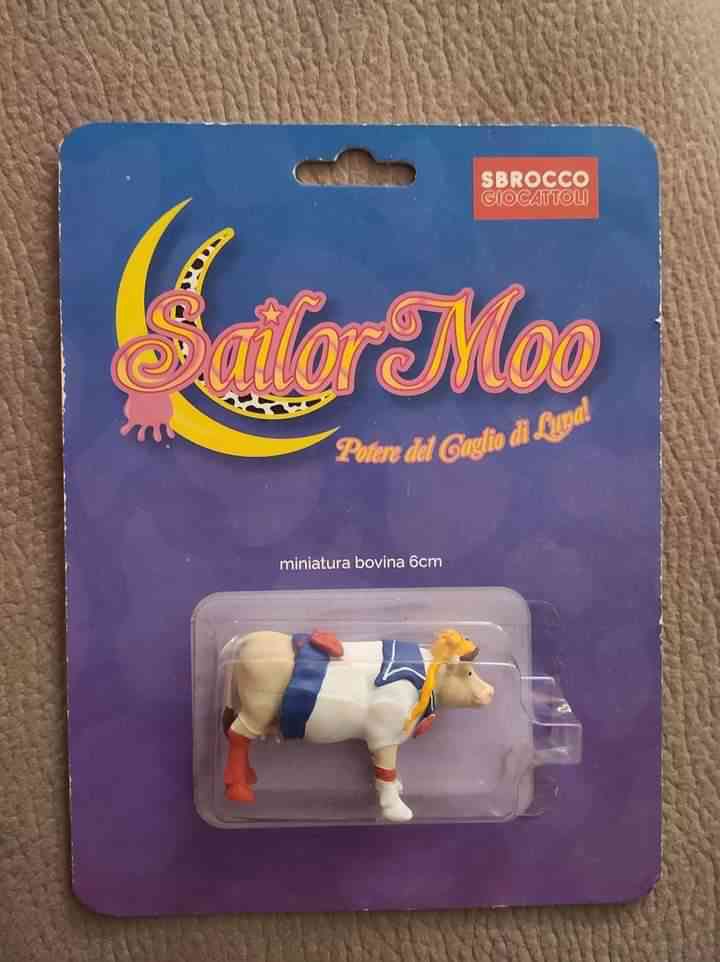 SBROCCO
GIOCATTOLI
Sailor Moo
Potere del Caglio di Luna!
miniatura bovina 6cm